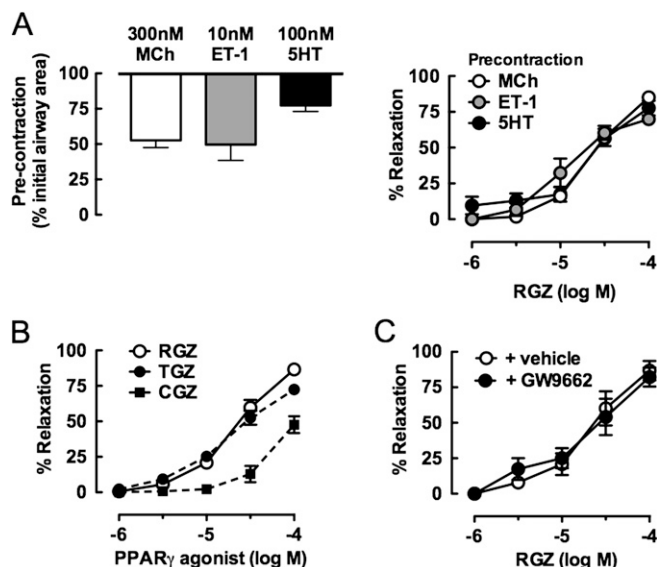 A
300nM 10nM 100nM
MCh ET-1 5HT
Pre-contraction
(% initial airway area)
100
75
50
25
0
Precontraction
MCh
ET-1
5HT
% Relaxation
100
75
50
25
0
-6 -5 -4
RGZ (log M)
B
RGZ
TGZ
CGZ
% Relaxation
100
75
50
25
0
-6 -5 -4
PPARγ agonist (log M)
C
+ vehicle
+ GW9662
% Relaxation
100
75
50
25
0
-6 -5 -4
RGZ (log M)